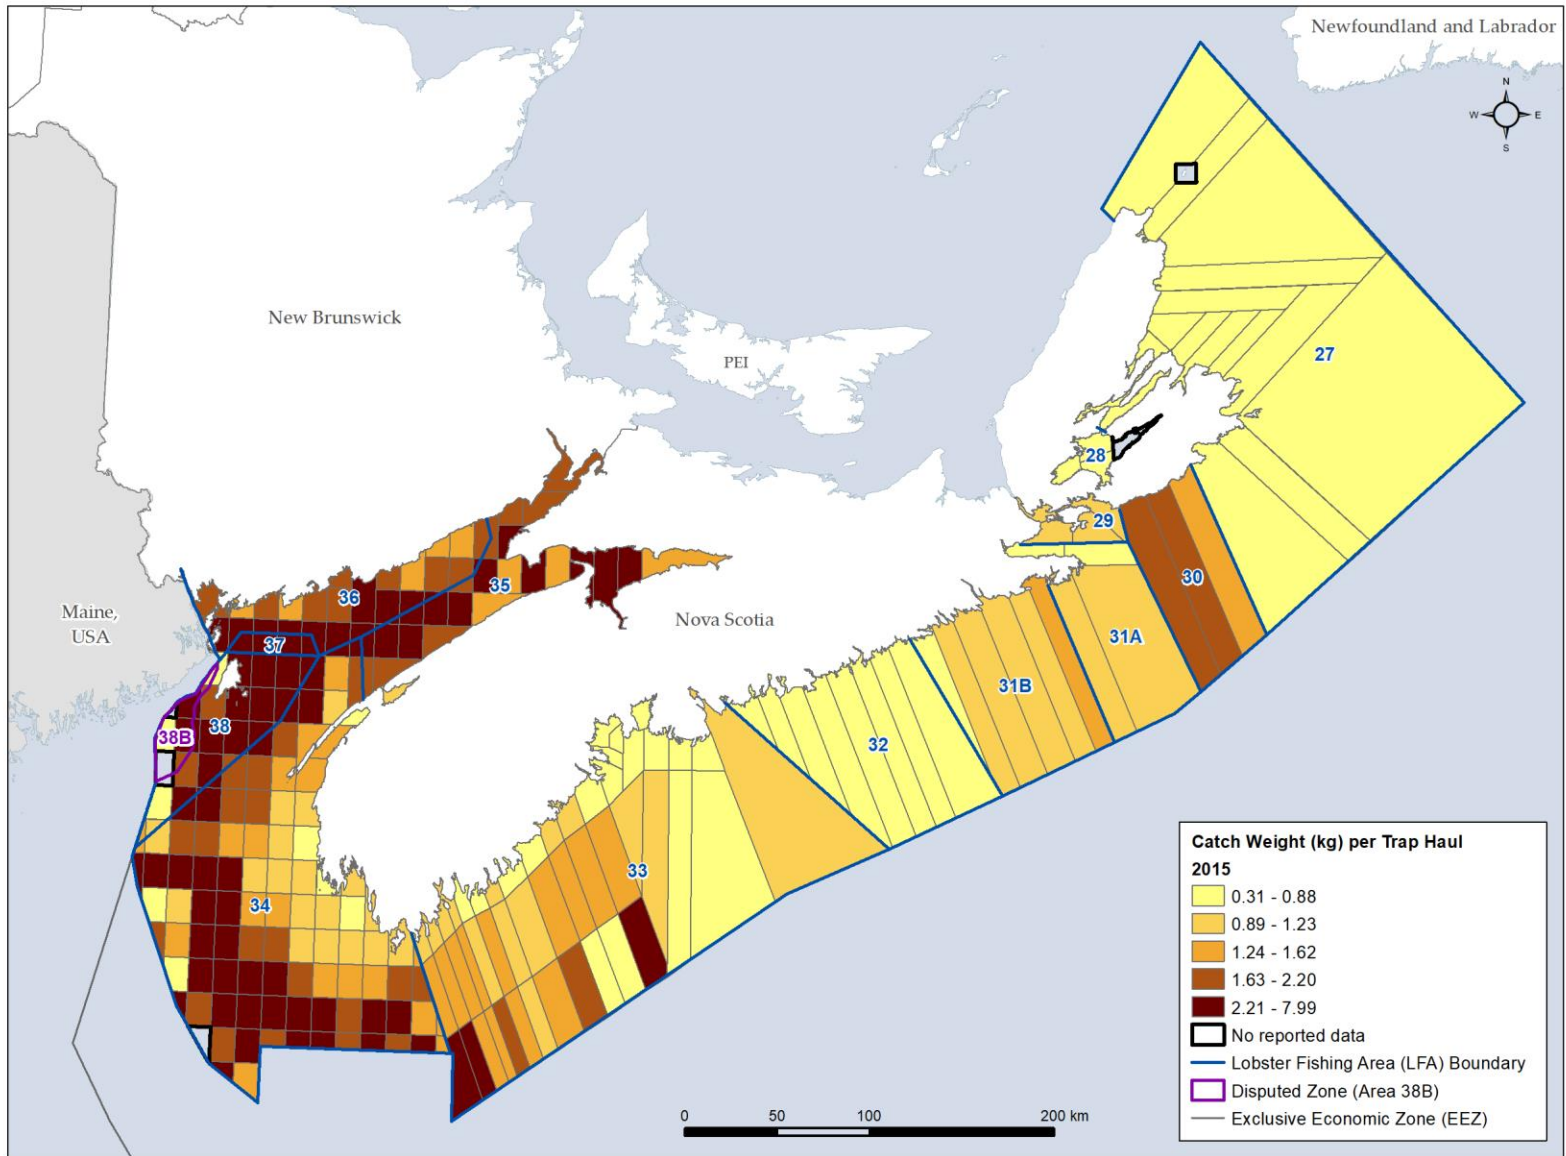 Newfoundland and Labrador
N
W E
S
New Brunswick
PEI
27
28
29
30
35
36
Maine,
USA
Nova Scotia
37
31A
31B
38
38B
32
33
34
Catch Weight (kg) per Trap Haul
2015
0.31 - 0.88
0.89 - 1.23
1.24 - 1.62
1.63 - 2.20
2.21 - 7.99
No reported data
Lobster Fishing Area (LFA) Boundary
Disputed Zone (Area 38B)
Exclusive Economic Zone (EEZ)
0 50 100 200 km